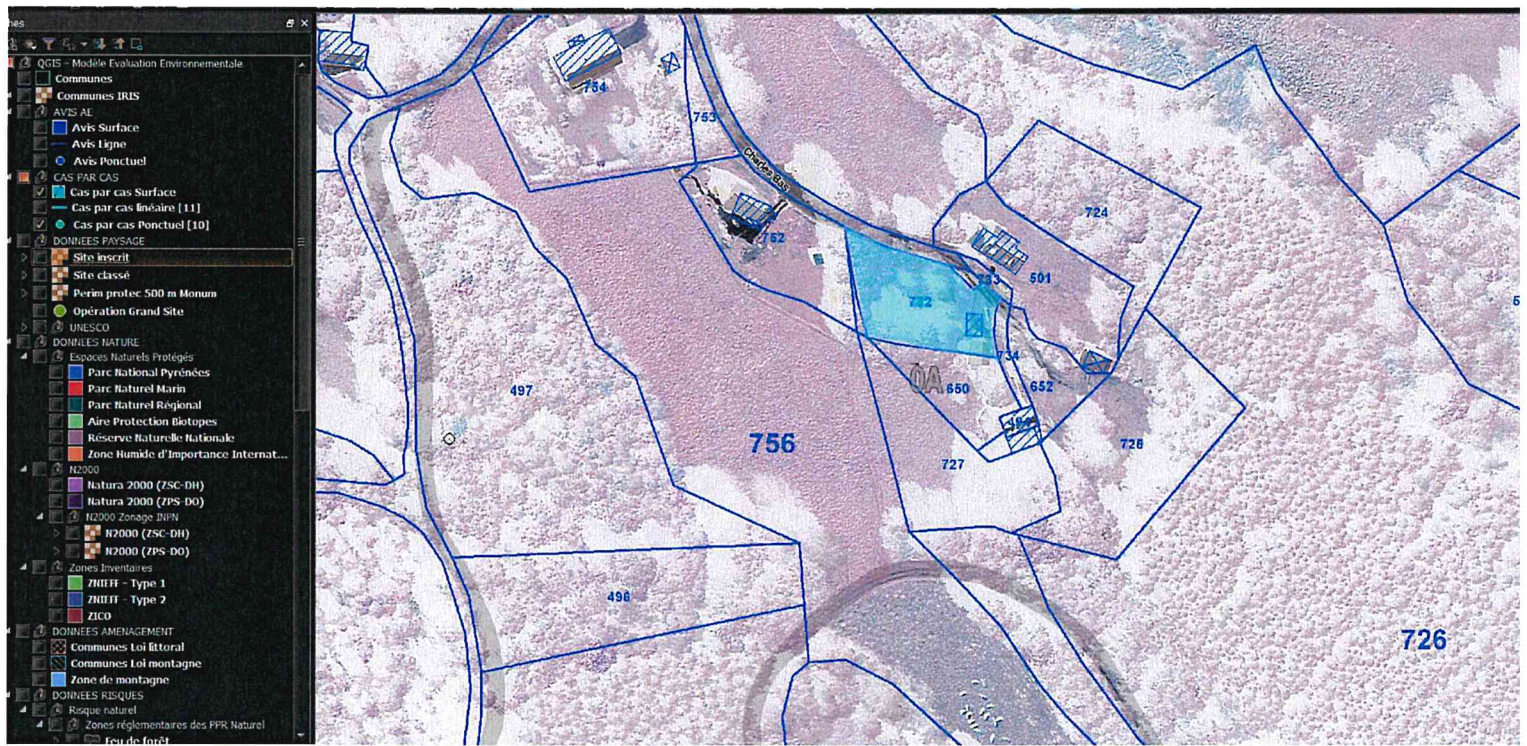 hes
QGIS - Modèle Evaluation Environnementale
Communes
Communes IRIS
AVIS AE
Avis Surface
Avis Ligne
Avis Ponctuel
CAS PAR CAS
Cas par cas Surface
Cas par cas linéaire [11]
Cas par cas Ponctuel [10]
DONNEES PAYSAGE
Site inscrit
Site classé
Perim protec 500 m Monum
Opération Grand Site
UNESCO
DONNEES NATURE
Espaces Naturels Protégés
Parc National Pyrénées
Parc Naturel Marin
Parc Naturel Régional
Aire Protection Biotopes
Réserve Naturelle Nationale
Zone Humide d'Importance Internat...
N2000
Natura 2000 (ZSC-DH)
Natura 2000 (ZPS-DO)
N2000 Zonage INPN
N2000 (ZSC-DH)
N2000 (ZPS-DO)
Zones Inventaires
ZNIEFF - Type 1
ZNIEFF - Type 2
ZICO
DONNEES AMENAGEMENT
Communes Loi littoral
Communes Loi montagne
Zone de montagne
DONNEES RISQUES
Risque naturel
Zones réglementaires des PPR Naturel
Feu de forêt
754
753
Charles Bas
724
752
501
733
732
734
0A
650
652
497
756
727
725
496
726